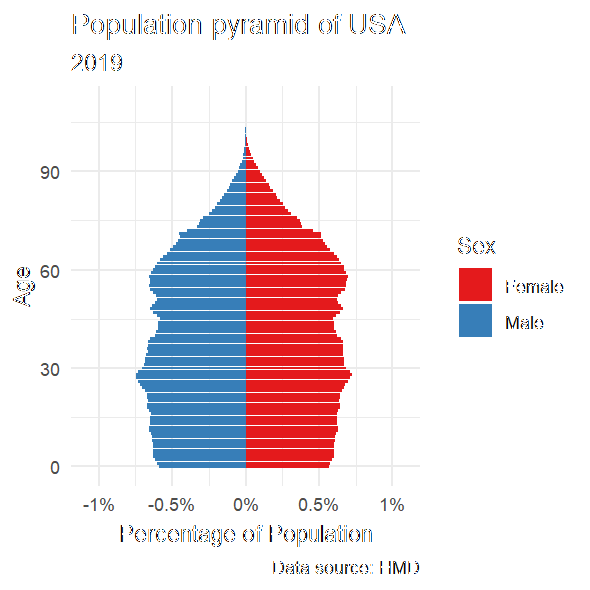 Population pyramid of USA
2019
Age
90
60
30
0
-1%
-0.5%
0%
0.5%
1%
Percentage of Population
Sex
Female
Male
Data source: HMD